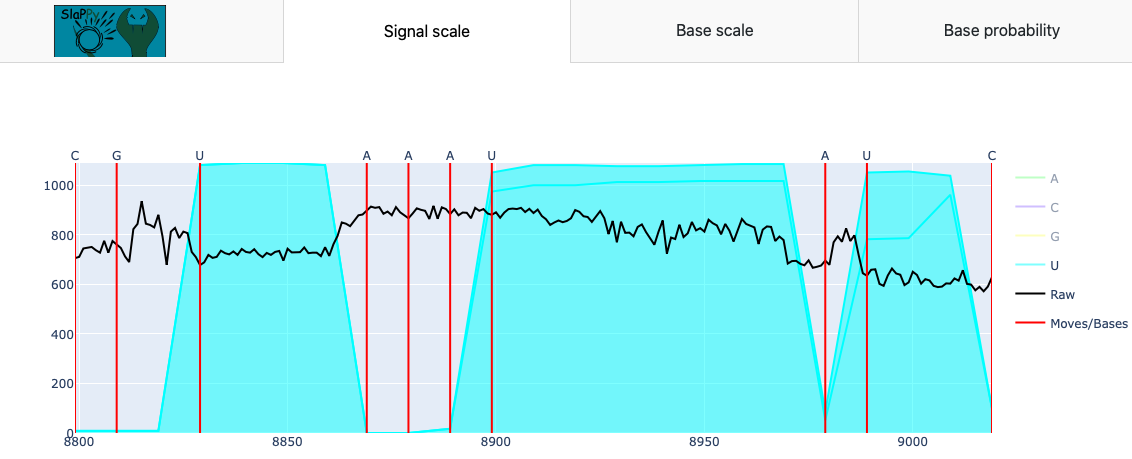 SlaPPy
Signal scale
Base scale
Base probability
C G U A A A U A U C
1000
800
600
400
200
0
8800 8850 8900 8950 9000
A
C
G
U
Raw
Moves/Bases